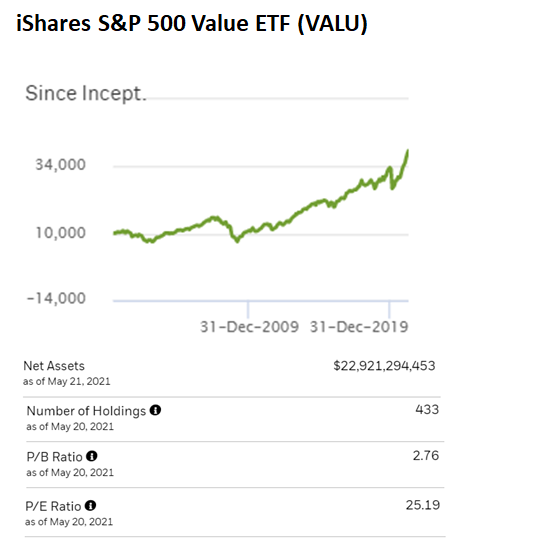 iShares S&P 500 Value ETF (VALU)
Since Incept.
34,000
10,000
-14,000
31-Dec-2009 31-Dec-2019
Net Assets $22,921,294,453
as of May 21, 2021
Number of Holdings 433
as of May 20, 2021
P/B Ratio 2.76
as of May 20, 2021
P/E Ratio 25.19
as of May 20, 2021